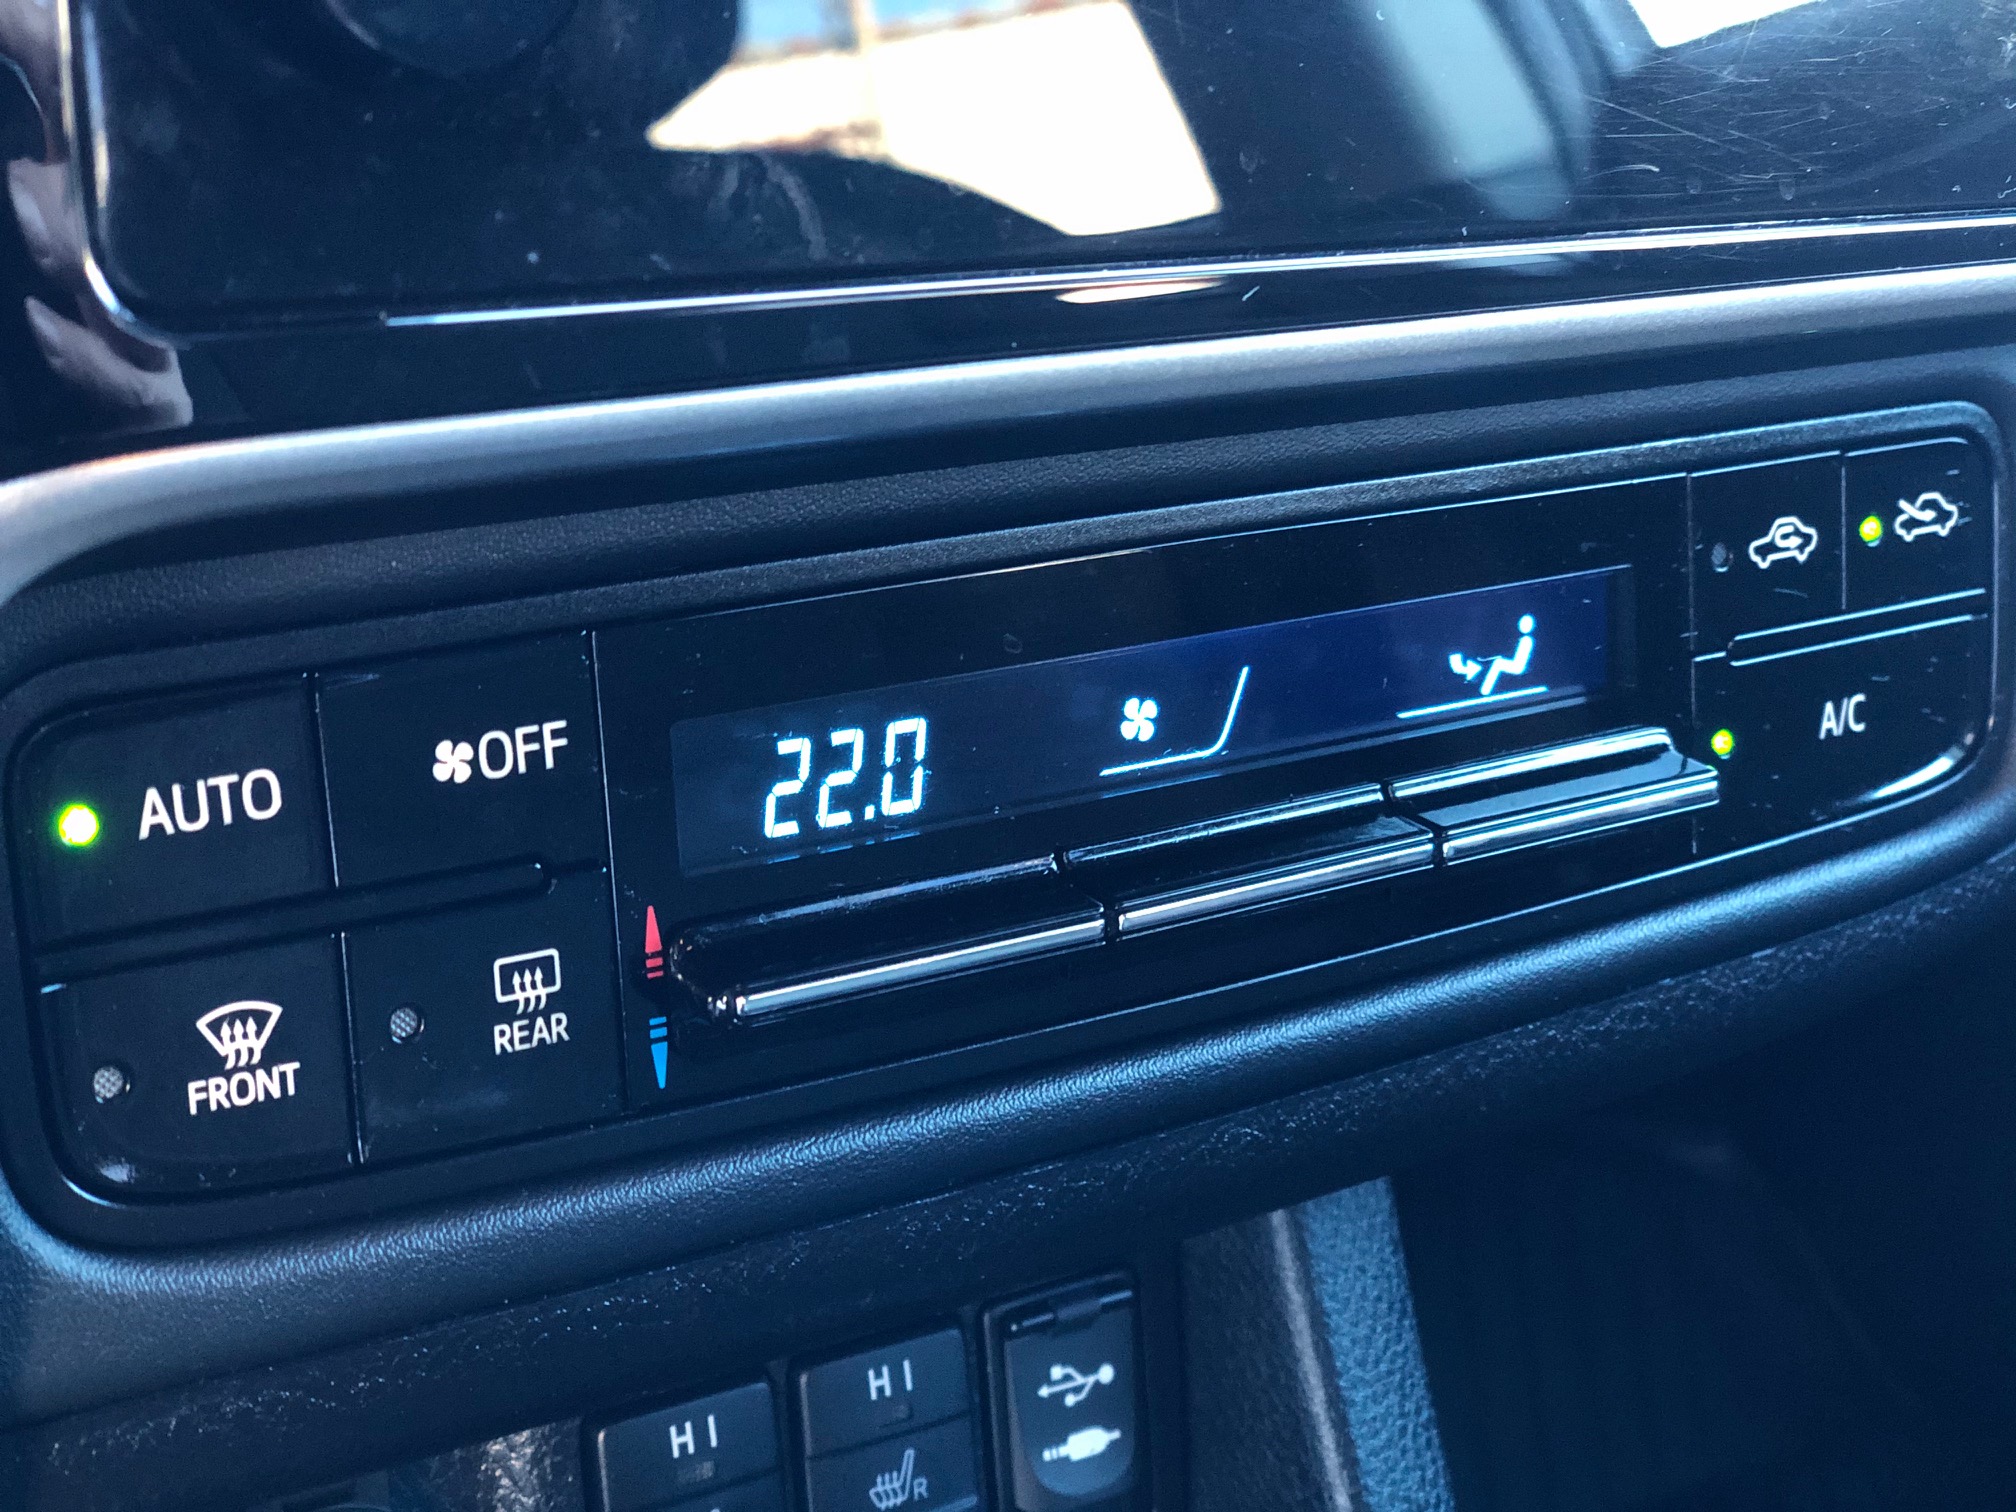 AUTO
OFF
22.0
A/C
FRONT
REAR
HI
HI
R